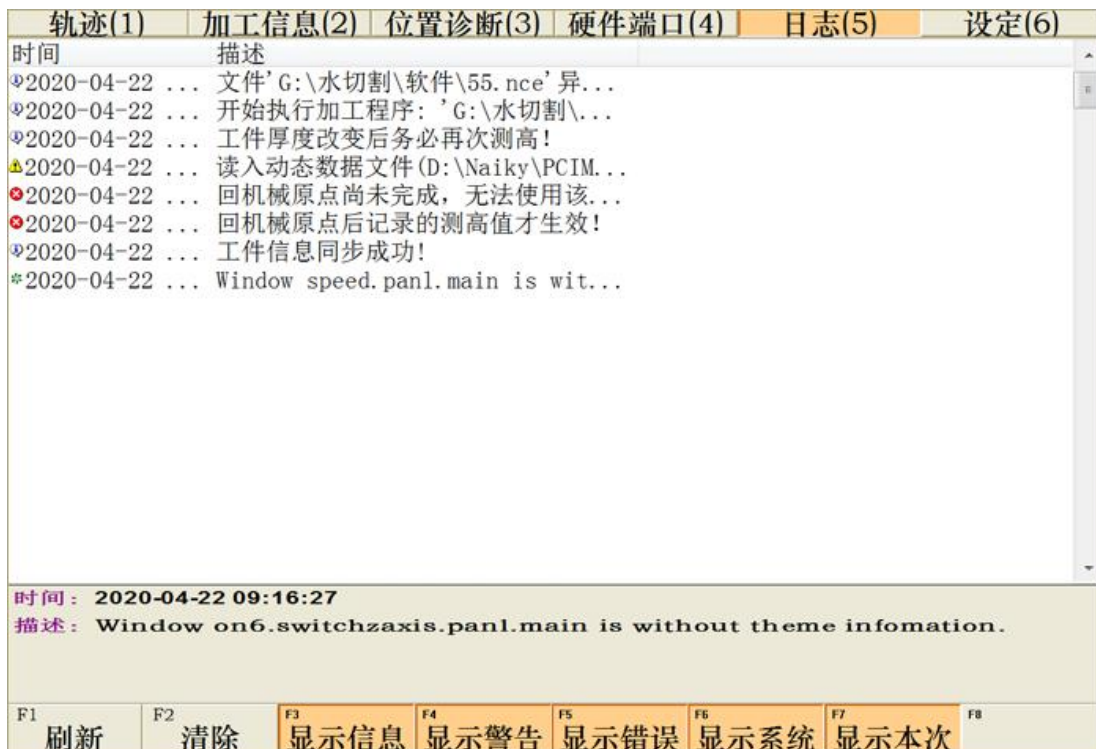 轨迹(1) 加工信息(2) 位置诊断(3) 硬件端口(4) 日志(5) 设定(6)
时间 描述
2020-04-22 ... 文件'G:\水切割\软件\55.nce'异...
2020-04-22 ... 开始执行加工程序: 'G:\水切割\...
2020-04-22 ... 工件厚度改变后务必再次测高!
2020-04-22 ... 读入动态数据文件(D:\Naiky\PCIM...
2020-04-22 ... 回机械原点尚未完成，无法使用该...
2020-04-22 ... 回机械原点后记录的测高值才生效!
2020-04-22 ... 工件信息同步成功!
2020-04-22 ... Window speed.panl.main is wit...
时间: 2020-04-22 09:16:27
描述: Window on6.switchzaxis.panl.main is without theme infomation.
F1 F2 F3 F4 F5 F6 F7 F8
刷新 清除 显示信息 显示警告 显示错误 显示系统 显示本次